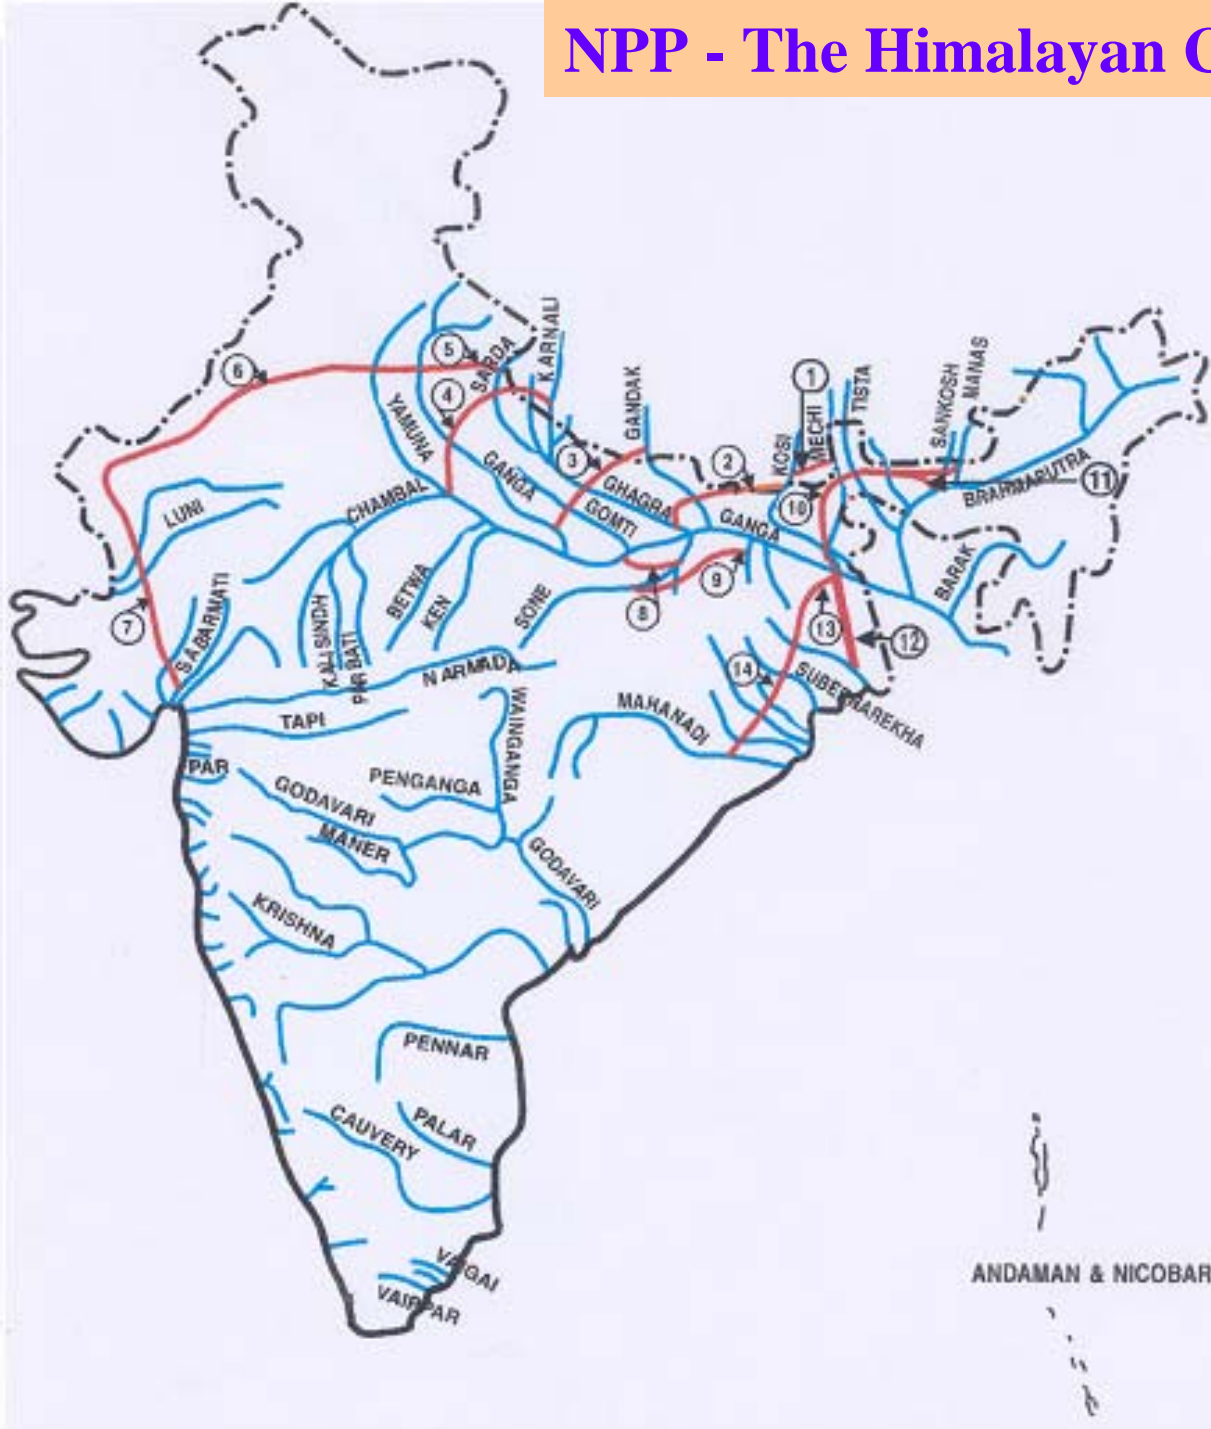 NPP - The Himalayan C
KARNALI
5
SARDA
6
4
GANDAK
1
TISTA
MANAS
SANKOSH
YAMUNA
MECHI
KOSI
3
2
GANGA
CHAMBAL
GHAGRA
BRAHMAPUTRA
11
LUNI
GOMTI
GANGA
10
BARAK
SABARMATI
BETWA
KEN
SONE
9
8
7
KALI SINDH
PARBATI
13
12
NARMADA
14
SUBERNAREKHA
TAPI
WAINGANGA
MAHANADI
PAR
GODAVARI
PENGANGA
MANER
GODAVARI
KRISHNA
PENNAR
CAUVERY
PALAR
VAIGAI
ANDAMAN & NICOBAR
VAIPPAR